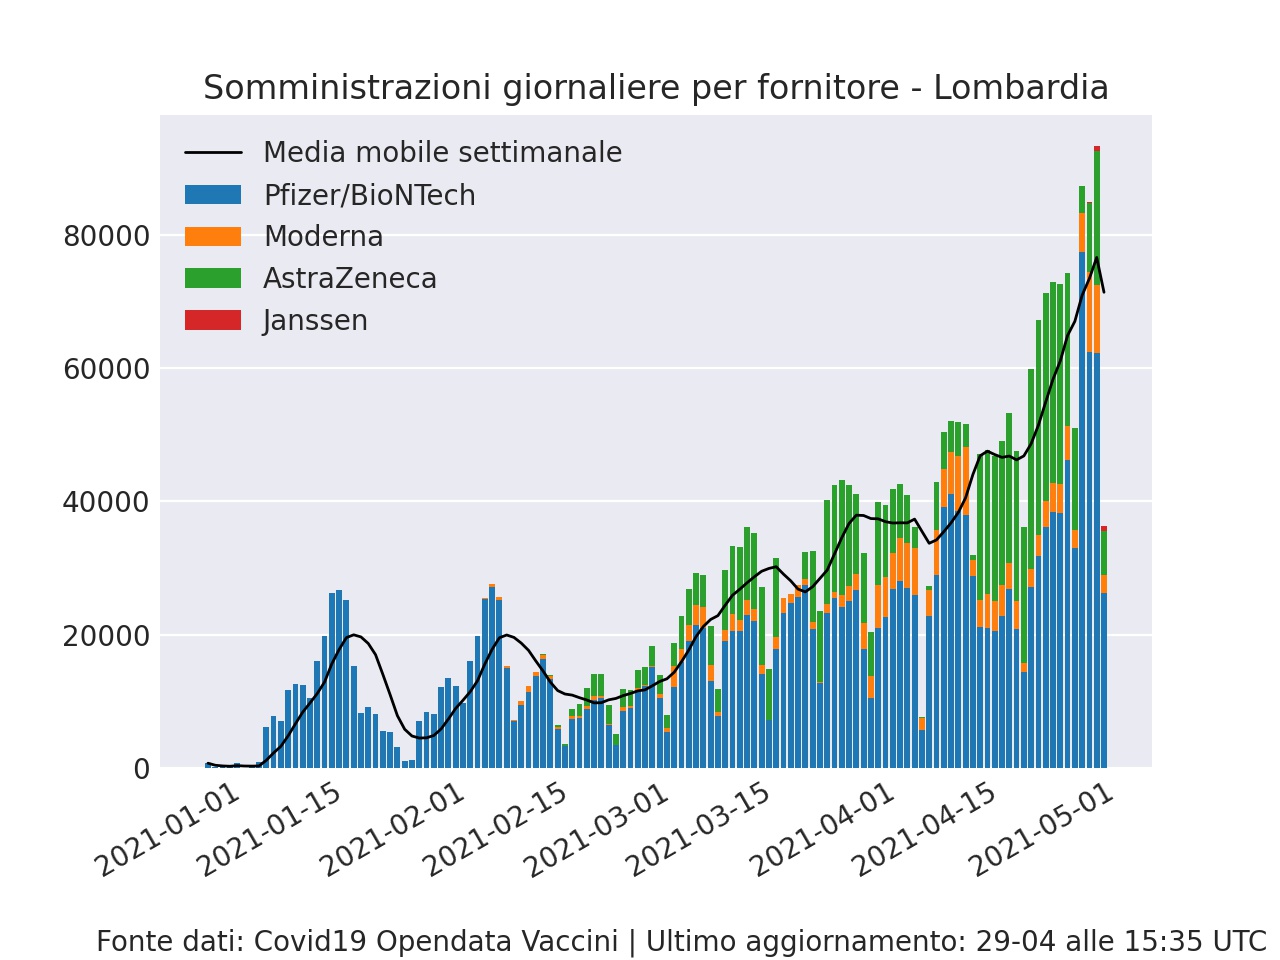 Somministrazioni giornaliere per fornitore - Lombardia
Media mobile settimanale
Pfizer/BioNTech
Moderna
AstraZeneca
Janssen
80000
60000
40000
20000
0
2021-01-01
2021-01-15
2021-02-01
2021-02-15
2021-03-01
2021-03-15
2021-04-01
2021-04-15
2021-05-01
Fonte dati: Covid19 Opendata Vaccini | Ultimo aggiornamento: 29-04 alle 15:35 UTC